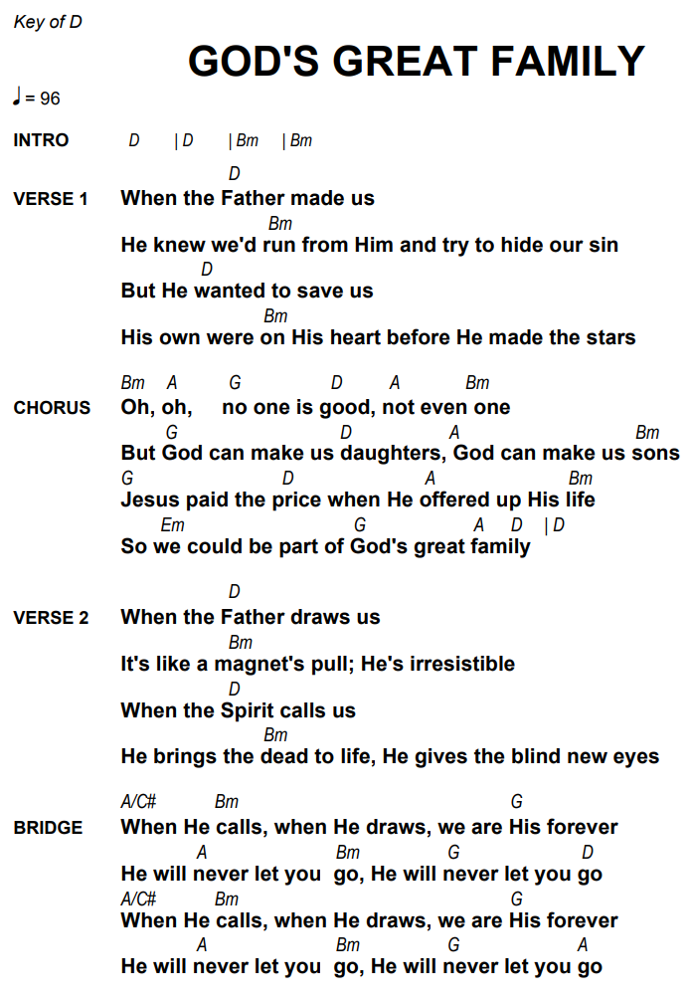 Key of D
GOD'S GREAT FAMILY
♩= 96
INTRO D | D | Bm | Bm
D
VERSE 1 When the Father made us
Bm
He knew we'd run from Him and try to hide our sin
D
But He wanted to save us
Bm
His own were on His heart before He made the stars
Bm A G D A Bm
CHORUS Oh, oh, no one is good, not even one
G D A Bm
But God can make us daughters, God can make us sons
G D A Bm
Jesus paid the price when He offered up His life
Em G A D | D
So we could be part of God's great family
D
VERSE 2 When the Father draws us
Bm
It's like a magnet's pull; He's irresistible
D
When the Spirit calls us
Bm
He brings the dead to life, He gives the blind new eyes
A/C# Bm G
BRIDGE When He calls, when He draws, we are His forever
A Bm G D
He will never let you go, He will never let you go
A/C# Bm G
When He calls, when He draws, we are His forever
A Bm G A
He will never let you go, He will never let you go